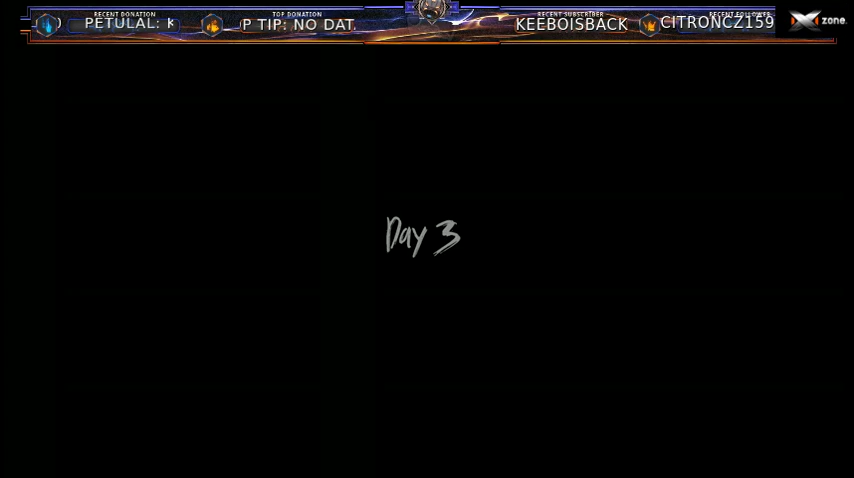 RECENT DONATION
PETULAL: K
TOP DONATION
P TIP: NO DAT
RECENT SUBSCRIBER
KEEBOISBACK
RECENT FOLLOWER
CITRONCZ159
zone.
Day 3